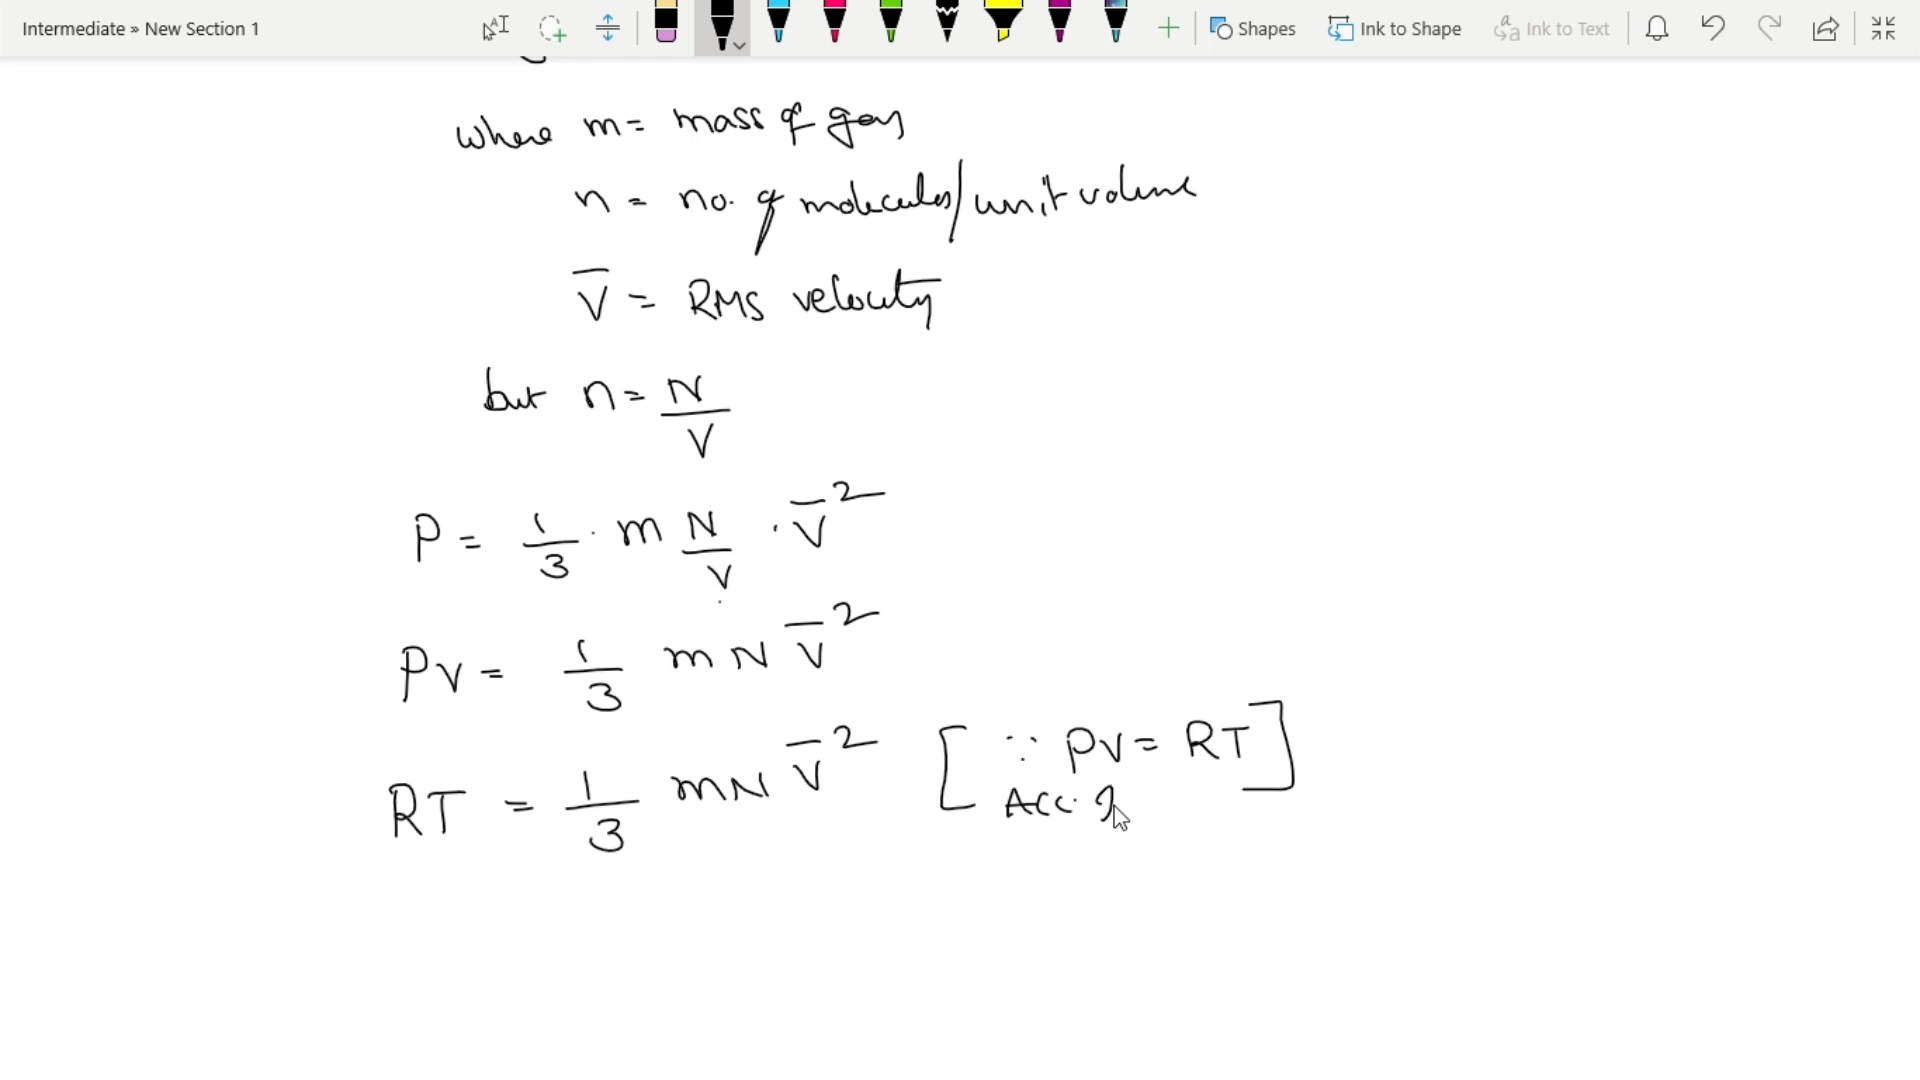 Intermediate » New Section 1
Shapes
Ink to Shape
Ink to Text
where m = mass of gas
n = no. of molecules/unit volume
V̅ = RMS velocity
but n = N/V
P = 1/3 · m N/V · V̅²
PV = 1/3 m N V̅²
RT = 1/3 m N V̅² [∵ PV = RT]
Acc.